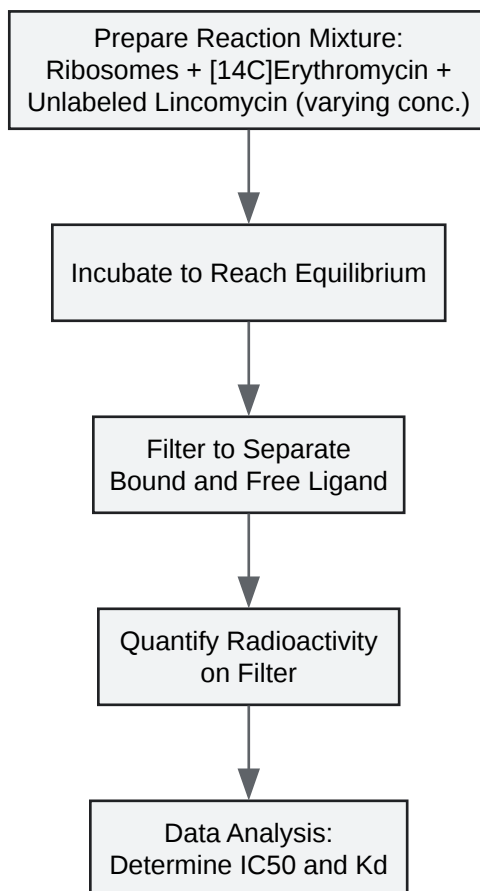 Prepare Reaction Mixture:
Ribosomes + [14C]Erythromycin +
Unlabeled Lincomycin (varying conc.)
Incubate to Reach Equilibrium
Filter to Separate
Bound and Free Ligand
Quantify Radioactivity
on Filter
Data Analysis:
Determine IC50 and Kd